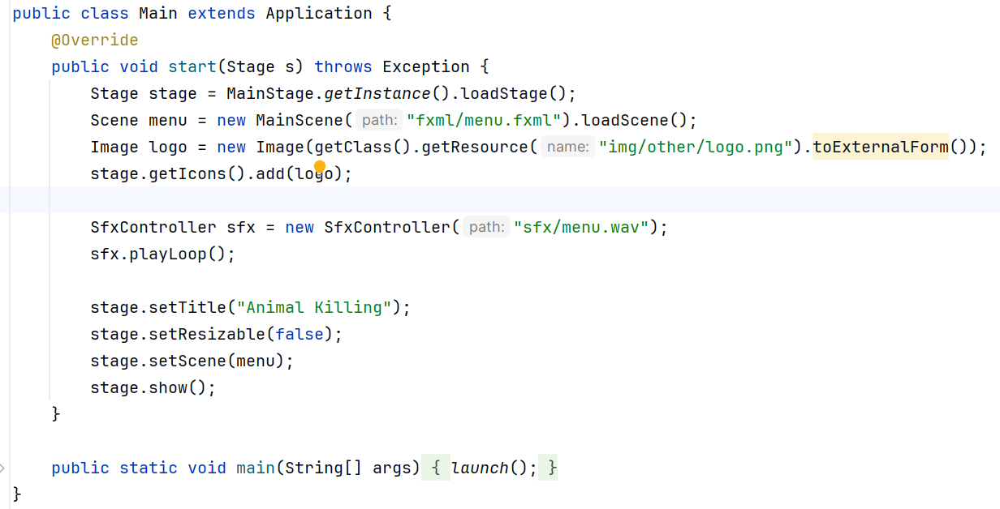 public class Main extends Application {
@Override
public void start(Stage s) throws Exception {
Stage stage = MainStage.getInstance().loadStage();
Scene menu = new MainScene( path: "fxml/menu.fxml").loadScene();
Image logo = new Image(getClass().getResource( name: "img/other/logo.png").toExternalForm());
stage.getIcons().add(logo);
SfxController sfx = new SfxController( path: "sfx/menu.wav");
sfx.playLoop();
stage.setTitle("Animal Killing");
stage.setResizable(false);
stage.setScene(menu);
stage.show();
}
public static void main(String[] args) { launch(); }
}